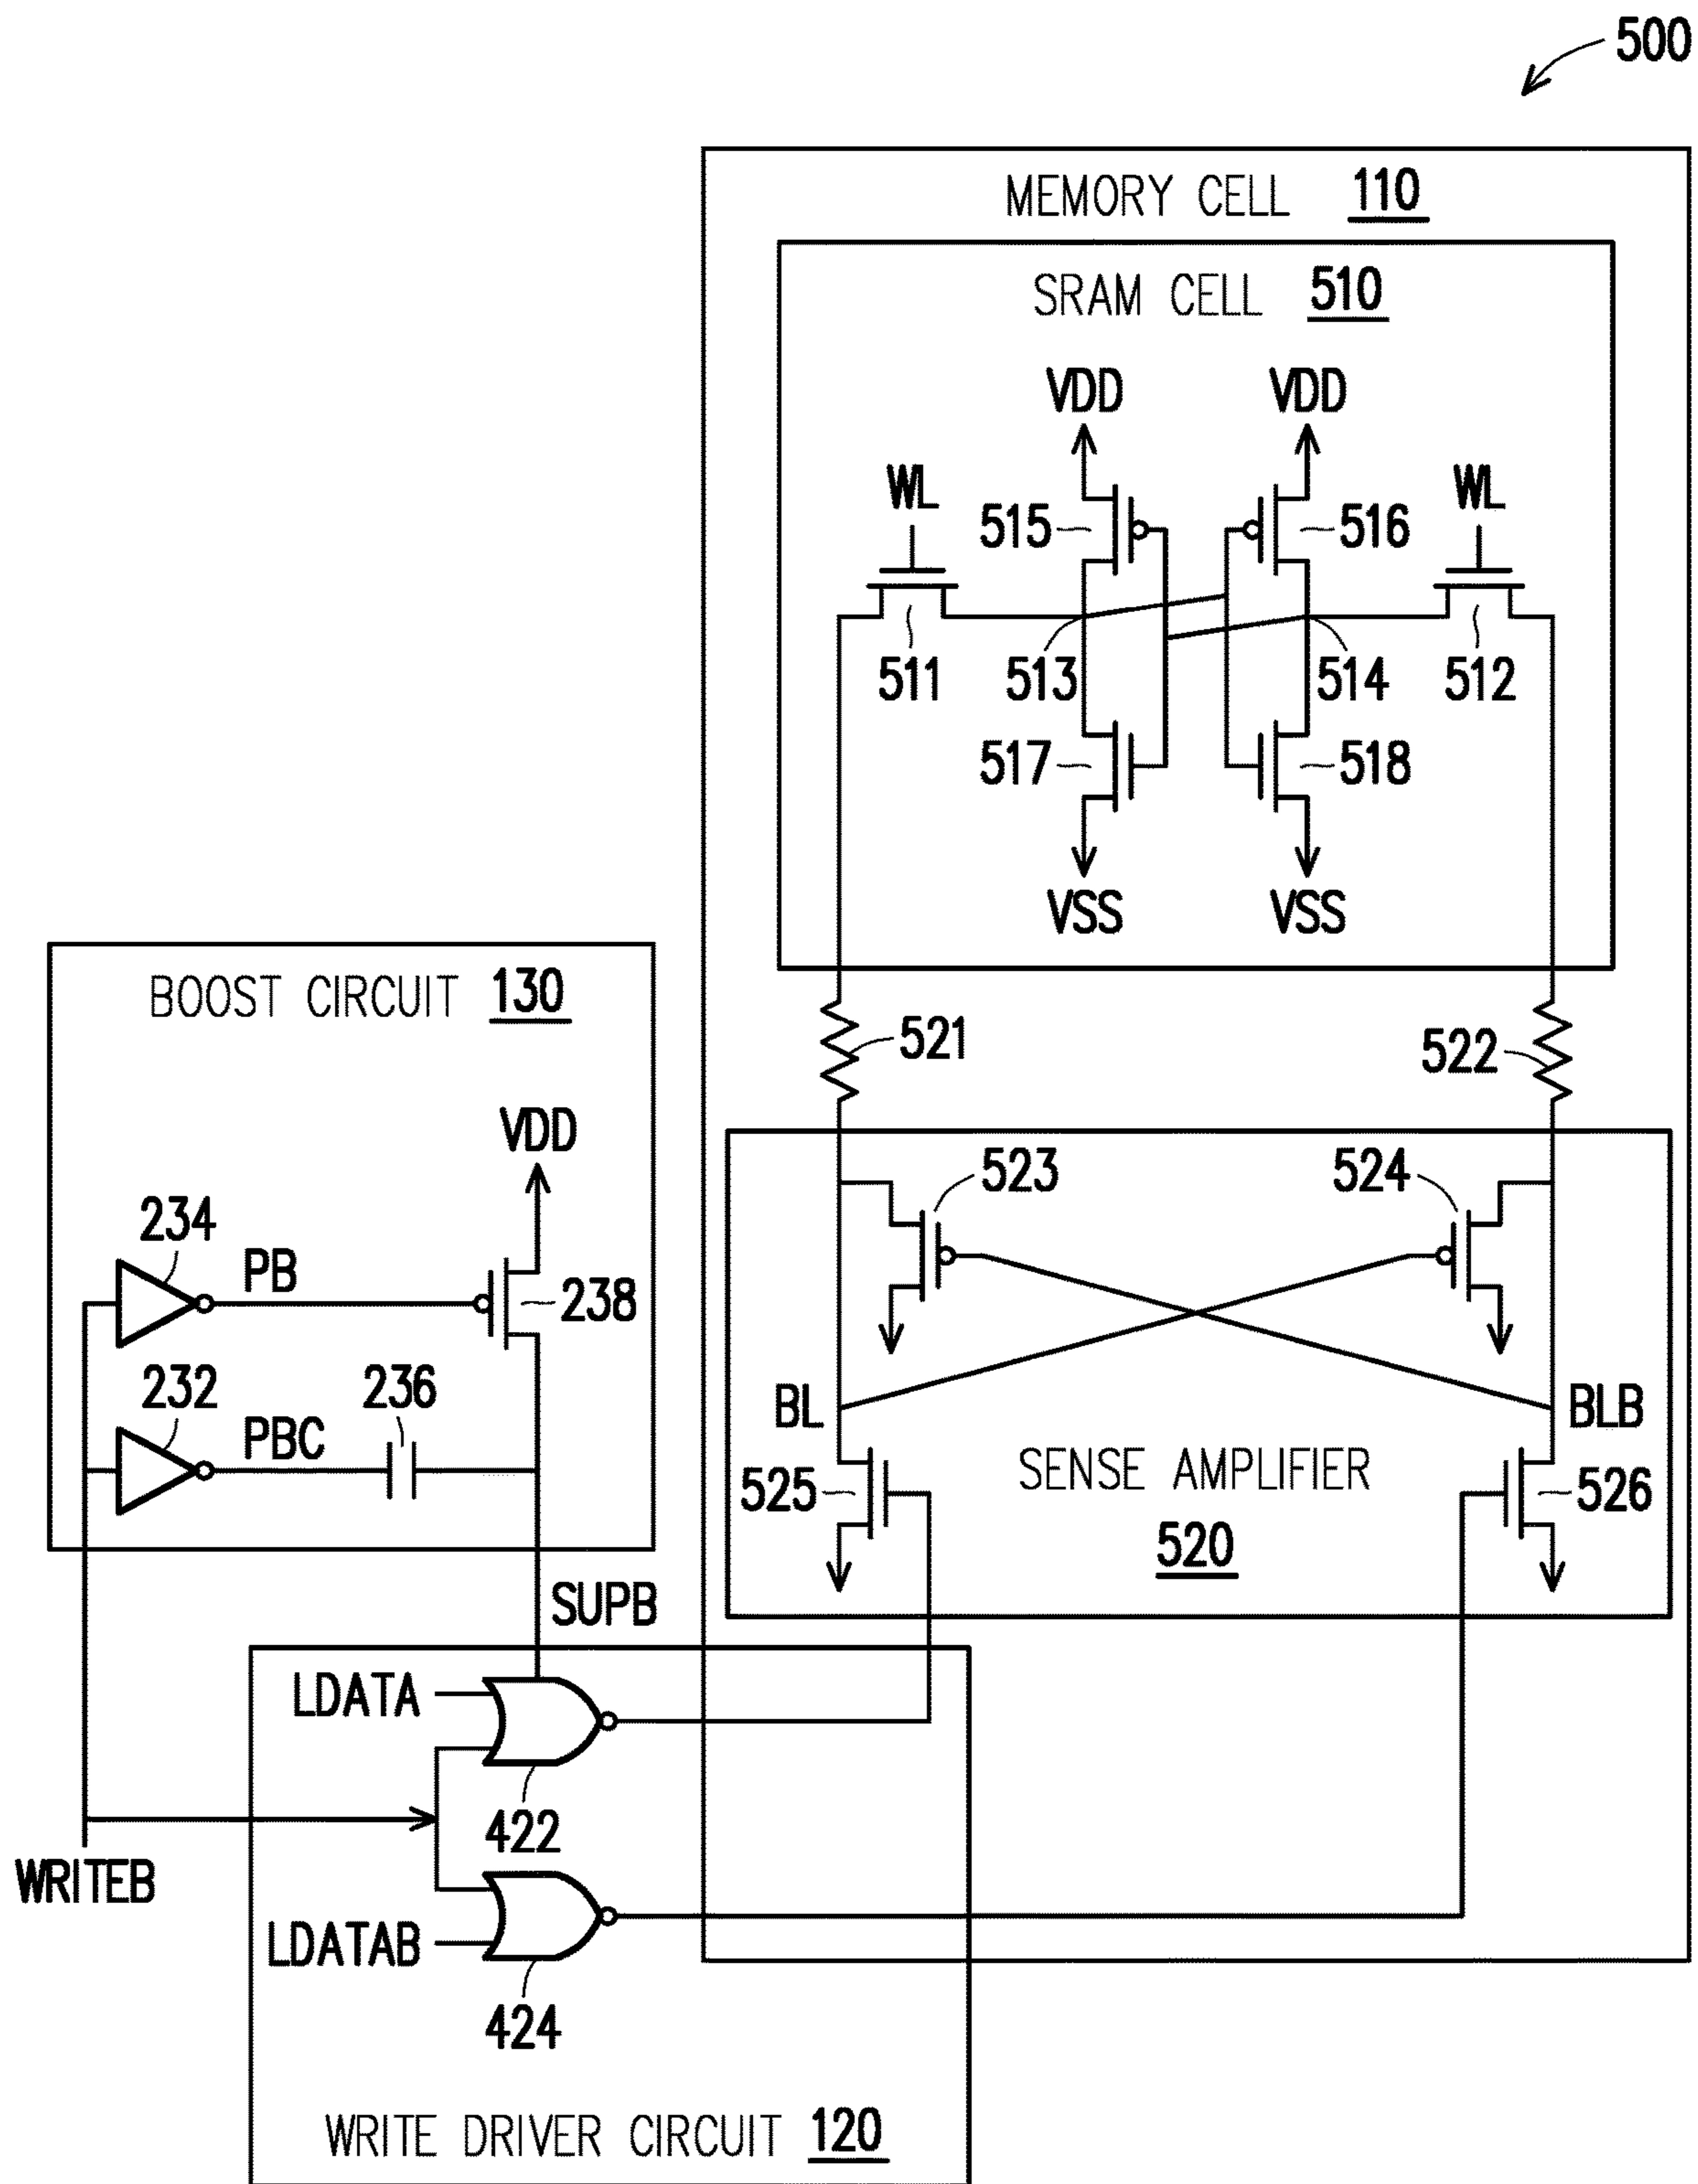 500
MEMORY CELL 110
SRAM CELL 510
VDD VDD
WL WL
515 516
511 513 514 512
517 518
VSS VSS
BOOST CIRCUIT 130
521 522
VDD
523 524
234 PB 238
232 PBC 236
BL BLB
SENSE AMPLIFIER
525 526
520
SUPB
LDATA
422
WRITEB
LDATAB
424
WRITE DRIVER CIRCUIT 120